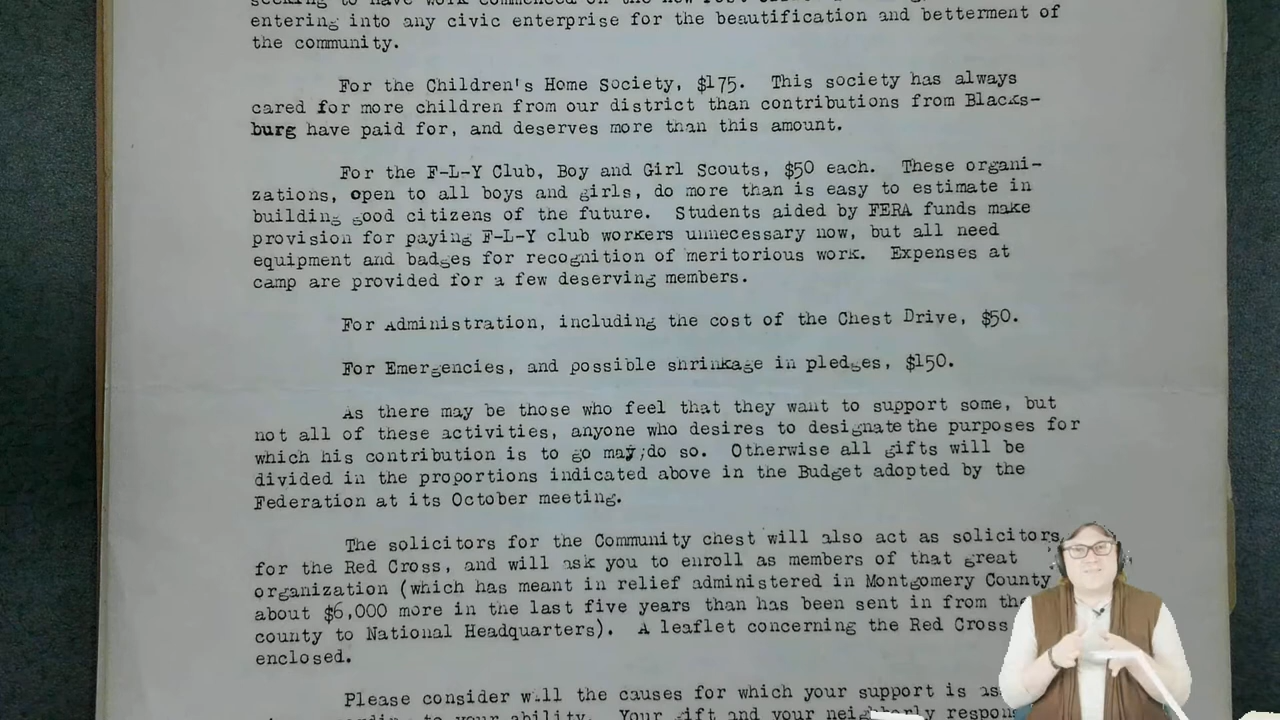 entering into any civic enterprise for the beautification and betterment of
the community.
For the Children's Home Society, $175. This society has always
cared for more children from our district than contributions from Blacks-
burg have paid for, and deserves more than this amount.
For the F-L-Y Club, Boy and Girl Scouts, $50 each. These organi-
zations, open to all boys and girls, do more than is easy to estimate in
building good citizens of the future. Students aided by FERA funds make
provision for paying F-L-Y club workers unnecessary now, but all need
equipment and badges for recognition of meritorious work. Expenses at
camp are provided for a few deserving members.
For Administration, including the cost of the Chest Drive, $50.
For Emergencies, and possible shrinkage in pledges, $150.
As there may be those who feel that they want to support some, but
not all of these activities, anyone who desires to designate the purposes for
which his contribution is to go may;do so. Otherwise all gifts will be
divided in the proportions indicated above in the Budget adopted by the
Federation at its October meeting.
The solicitors for the Community chest will also act as solicitors
for the Red Cross, and will ask you to enroll as members of that great
organization (which has meant in relief administered in Montgomery County
about $6,000 more in the last five years than has been sent in from
county to National Headquarters). A leaflet concerning the Red Cross
enclosed.
Please consider well the causes for which your support is
to your ability. Your gift and your neighborly